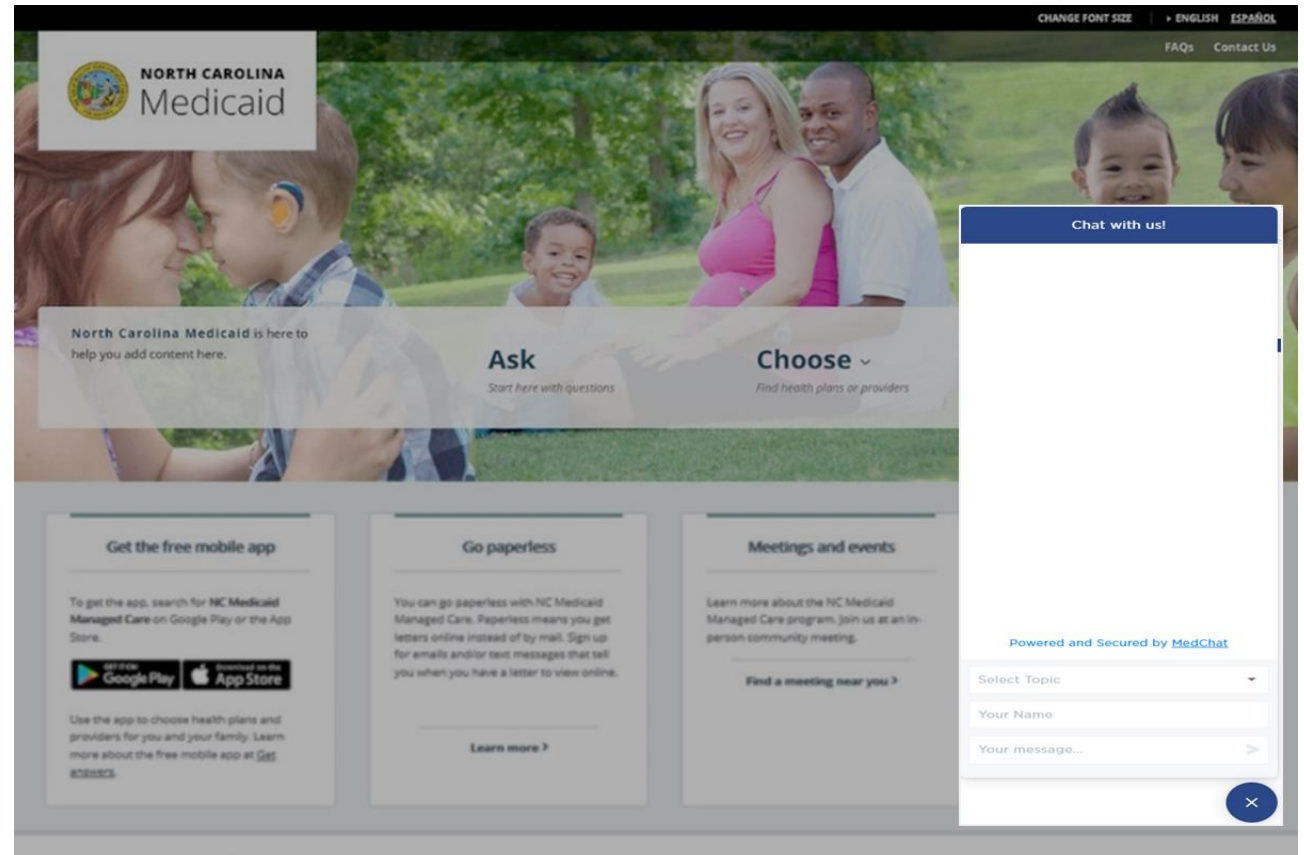 CHANGE FONT SIZE
ENGLISH ESPAÑOL
FAQs Contact Us
NORTH CAROLINA
Medicaid
North Carolina Medicaid is here to
help you add content here.
Ask
Start here with questions
Choose
Find health plans or providers
Get the free mobile app
To get the app, search for NC Medicaid
Managed Care on Google Play or the App
Store.
GET IT ON
Google Play
Download on the
App Store
Use the app to choose health plans and
providers for you and your family. Learn
more about the free mobile app at Get
answers.
Go paperless
You can go paperless with NC Medicaid
Managed Care. Paperless means you get
letters online instead of by mail. Sign up
for emails and/or text messages that tell
you when you have a letter to view online.
Learn more >
Meetings and events
Learn more about the NC Medicaid
Managed Care program. Join us at an in-
person community meeting.
Find a meeting near you >
Chat with us!
Powered and Secured by MedChat
Select Topic
Your Name
Your message...